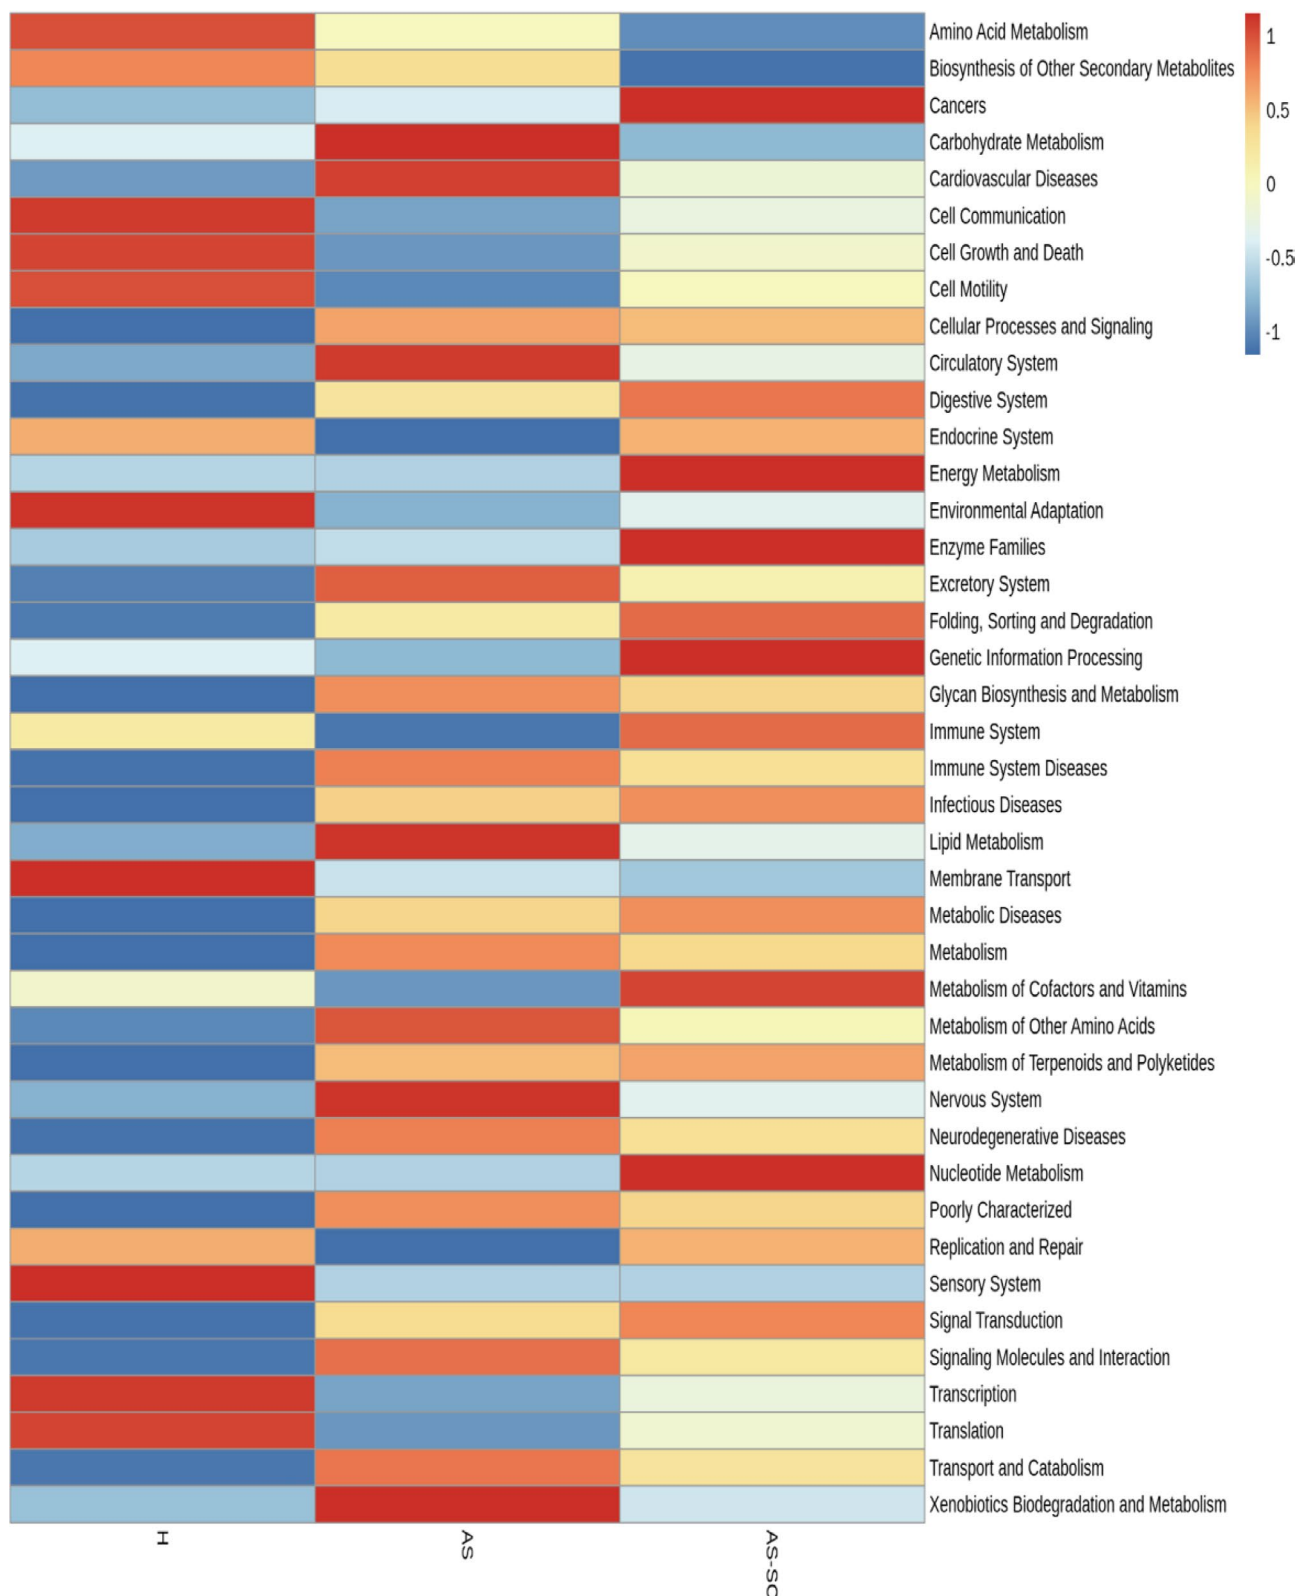 Amino Acid Metabolism
Biosynthesis of Other Secondary Metabolites
Cancers
Carbohydrate Metabolism
Cardiovascular Diseases
Cell Communication
Cell Growth and Death
Cell Motility
Cellular Processes and Signaling
Circulatory System
Digestive System
Endocrine System
Energy Metabolism
Environmental Adaptation
Enzyme Families
Excretory System
Folding, Sorting and Degradation
Genetic Information Processing
Glycan Biosynthesis and Metabolism
Immune System
Immune System Diseases
Infectious Diseases
Lipid Metabolism
Membrane Transport
Metabolic Diseases
Metabolism
Metabolism of Cofactors and Vitamins
Metabolism of Other Amino Acids
Metabolism of Terpenoids and Polyketides
Nervous System
Neurodegenerative Diseases
Nucleotide Metabolism
Poorly Characterized
Replication and Repair
Sensory System
Signal Transduction
Signaling Molecules and Interaction
Transcription
Translation
Transport and Catabolism
Xenobiotics Biodegradation and Metabolism
1
0.5
0
-0.5
-1
H
AS